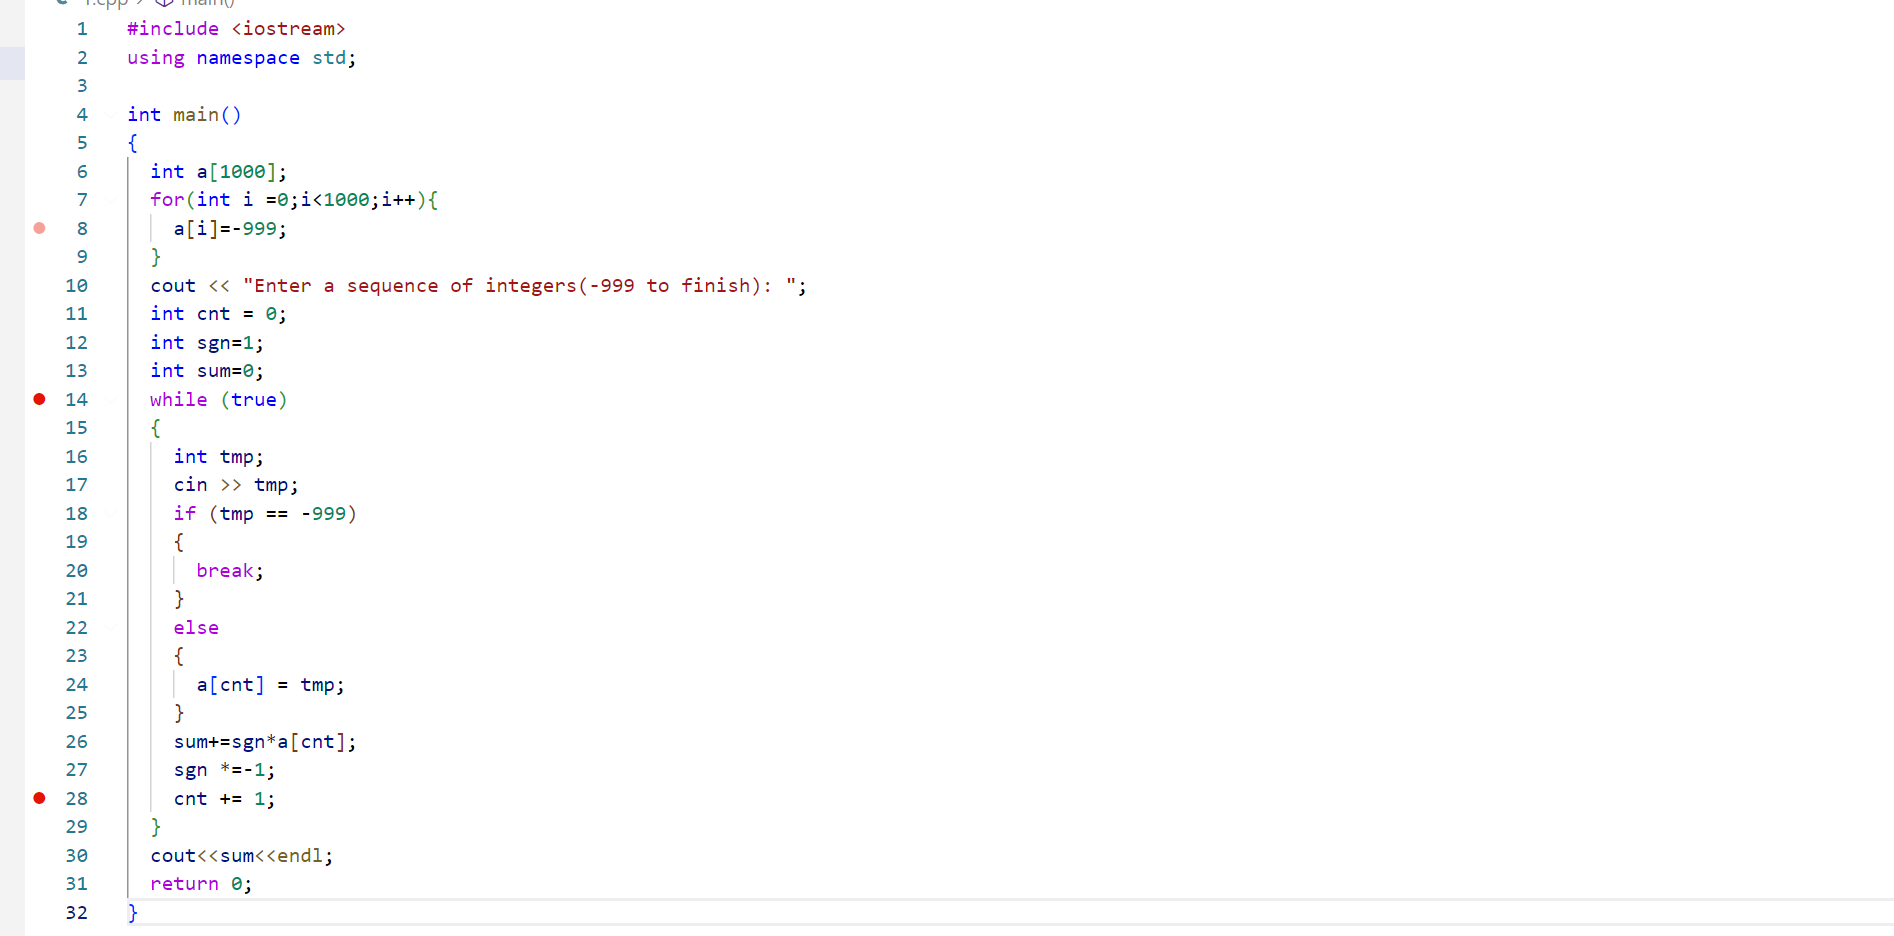 1 #include <iostream>
2 using namespace std;
3
4 int main()
5 {
6 int a[1000];
7 for(int i =0;i<1000;i++){
8 a[i]=-999;
9 }
10 cout << "Enter a sequence of integers(-999 to finish): ";
11 int cnt = 0;
12 int sgn=1;
13 int sum=0;
14 while (true)
15 {
16 int tmp;
17 cin >> tmp;
18 if (tmp == -999)
19 {
20 break;
21 }
22 else
23 {
24 a[cnt] = tmp;
25 }
26 sum+=sgn*a[cnt];
27 sgn *=-1;
28 cnt += 1;
29 }
30 cout<<sum<<endl;
31 return 0;
32 }